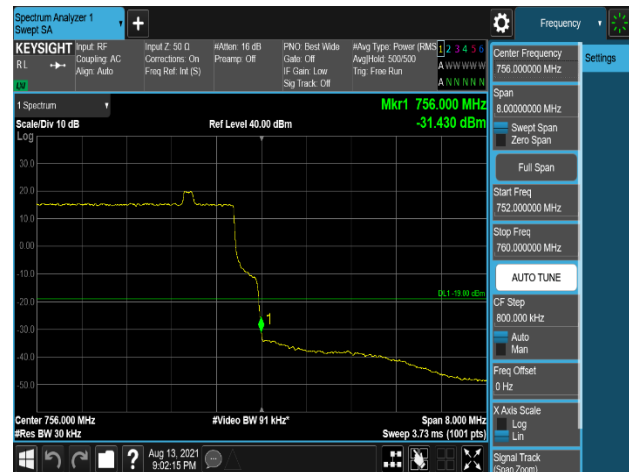 Spectrum Analyzer 1
Swept SA
Frequency
KEYSIGHT
RL
LM
Input: RF
Coupling: AC
Align: Auto
Input Z: 50 Ω
Corrections: On
Freq Ref: Int (S)
#Atten: 16 dB
Preamp: Off
PNO: Best Wide
Gate: Off
IF Gain: Low
Sig Track: Off
#Avg Type: Power (RMS
Avg|Hold: 500/500
Trig: Free Run
1 2 3 4 5 6
A W W W W W
A N N N N N
1 Spectrum
Scale/Div 10 dB
Log
Ref Level 40.00 dBm
Mkr1 756.000 MHz
-31.430 dBm
30.0
20.0
10.0
0.00
-10.0
-20.0
-30.0
-40.0
-50.0
DL1 -19.00 dBm
1
Center 756.000 MHz
#Res BW 30 kHz
#Video BW 91 kHz*
Span 8.000 MHz
Sweep 3.73 ms (1001 pts)
Aug 13, 2021
9:02:15 PM
?
Center Frequency
756.000000 MHz
Settings
Span
8.00000000 MHz
Swept Span
Zero Span
Full Span
Start Freq
752.000000 MHz
Stop Freq
760.000000 MHz
AUTO TUNE
CF Step
800.000 kHz
Auto
Man
Freq Offset
0 Hz
X Axis Scale
Log
Lin
Signal Track
(Span Zoom)